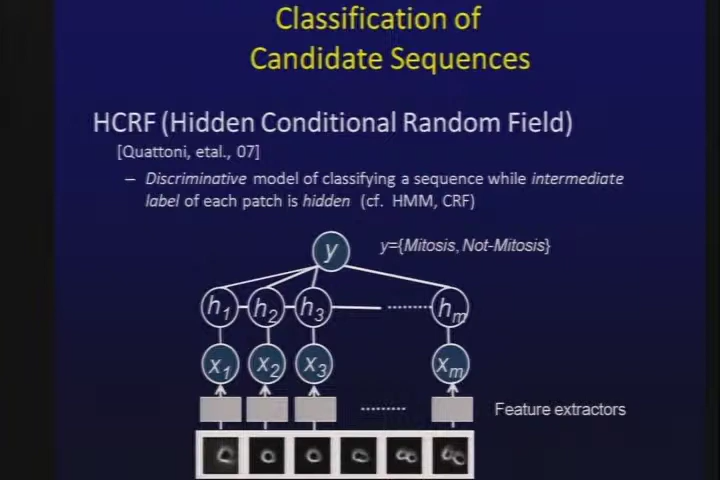 Classification of
Candidate Sequences
HCRF (Hidden Conditional Random Field)
[Quattoni, etal., 07]
– Discriminative model of classifying a sequence while intermediate
label of each patch is hidden (cf. HMM, CRF)
y
y={Mitosis, Not-Mitosis}
h1 h2 h3 hm
x1 x2 x3 xm
Feature extractors